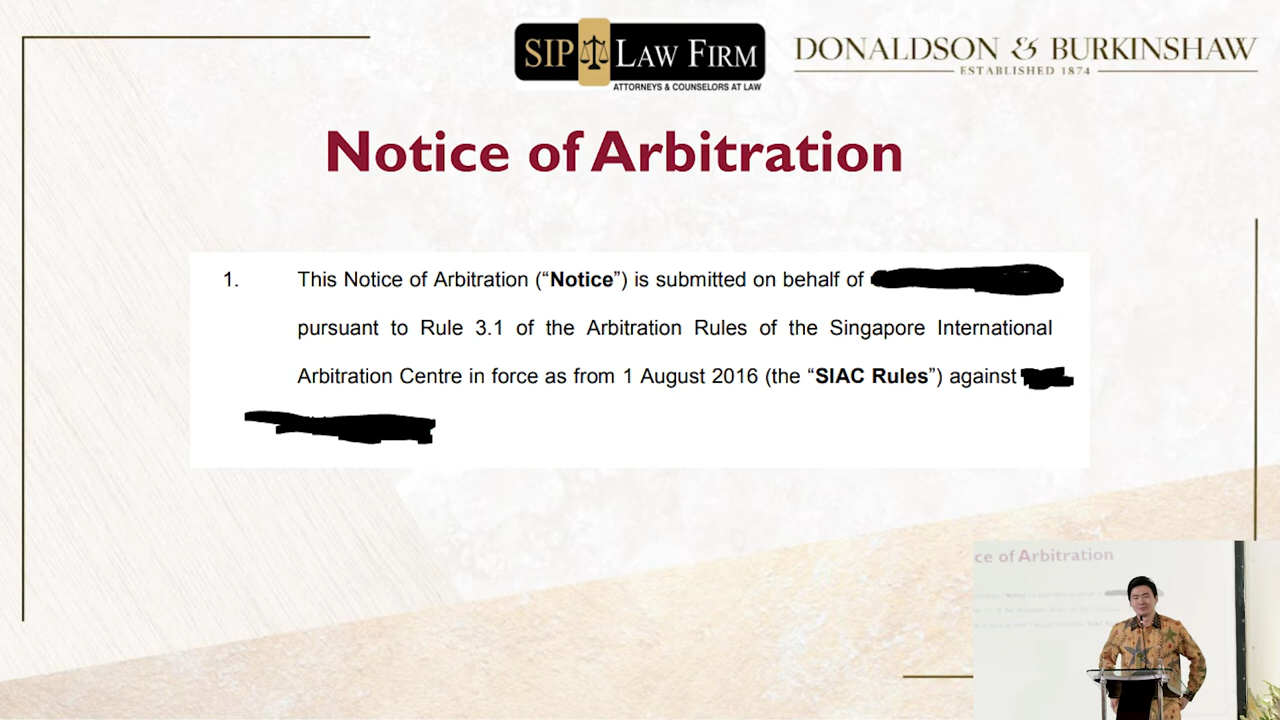 SIP LAW FIRM
ATTORNEYS & COUNSELORS AT LAW
DONALDSON & BURKINSHAW
ESTABLISHED 1874
Notice of Arbitration
1. This Notice of Arbitration (“Notice”) is submitted on behalf of
pursuant to Rule 3.1 of the Arbitration Rules of the Singapore International
Arbitration Centre in force as from 1 August 2016 (the “SIAC Rules”) against
ce of Arbitration